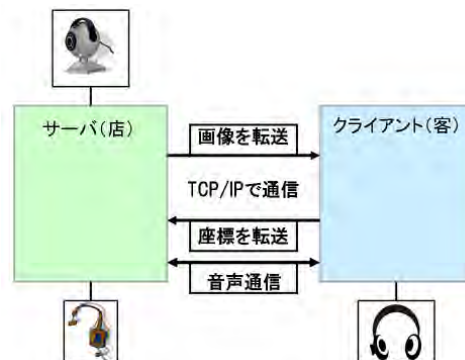 サーバ(店)
クライアント(客)
画像を転送
TCP/IPで通信
座標を転送
音声通信